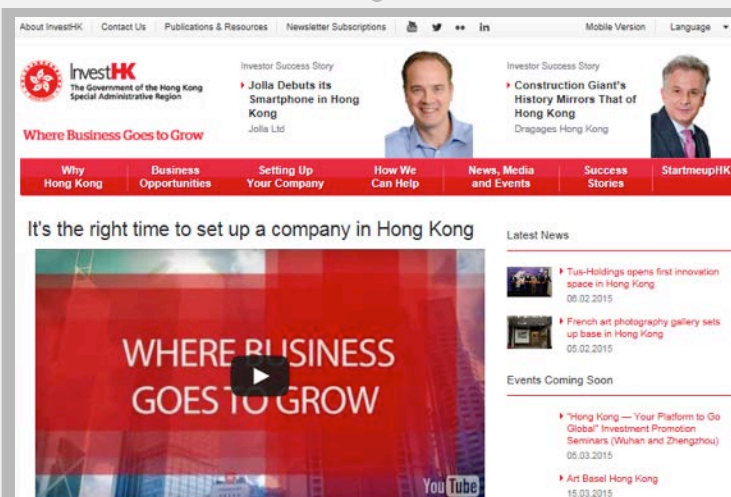 About InvestHK Contact Us Publications & Resources Newsletter Subscriptions in Mobile Version Language
InvestHK
The Government of the Hong Kong
Special Administrative Region
Where Business Goes to Grow
Investor Success Story
Jolla Debuts its
Smartphone in Hong
Kong
Jolla Ltd
Investor Success Story
Construction Giant's
History Mirrors That of
Hong Kong
Dragages Hong Kong
Why
Hong Kong
Business
Opportunities
Setting Up
Your Company
How We
Can Help
News, Media
and Events
Success
Stories
StartmeupHK
It's the right time to set up a company in Hong Kong
WHERE BUSINESS
GOES TO GROW
YouTube
Latest News
Tus-Holdings opens first innovation
space in Hong Kong
06.02.2015
French art photography gallery sets
up base in Hong Kong
05.02.2015
Events Coming Soon
"Hong Kong — Your Platform to Go
Global" Investment Promotion
Seminars (Wuhan and Zhengzhou)
05.03.2015
Art Basel Hong Kong
15.03.2015